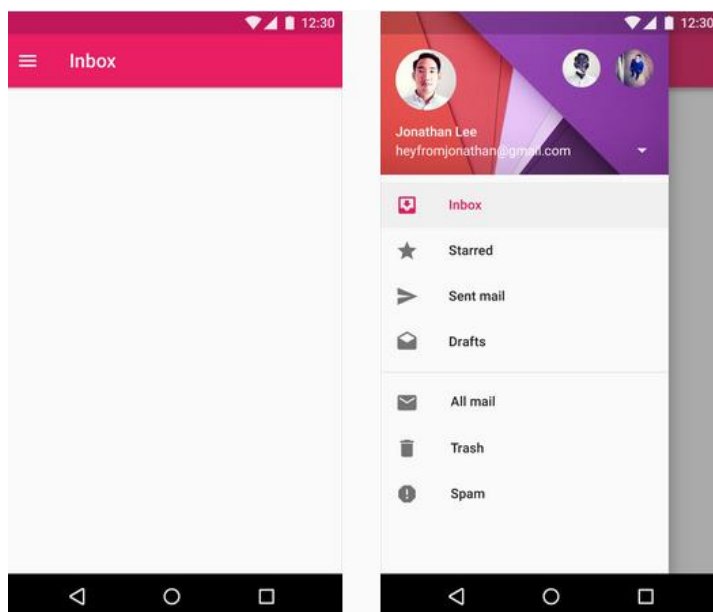 12:30
Inbox
12:30
Jonathan Lee
heyfromjonathan@gmail.com
Inbox
Starred
Sent mail
Drafts
All mail
Trash
Spam